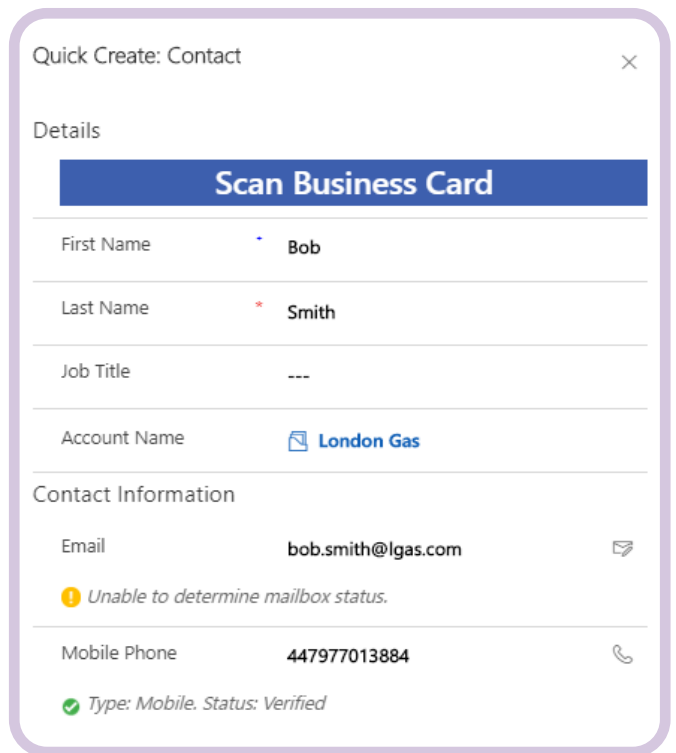 Quick Create: Contact
Details
Scan Business Card
First Name + Bob
Last Name * Smith
Job Title ---
Account Name London Gas
Contact Information
Email bob.smith@lgas.com
Unable to determine mailbox status.
Mobile Phone 447977013884
Type: Mobile. Status: Verified